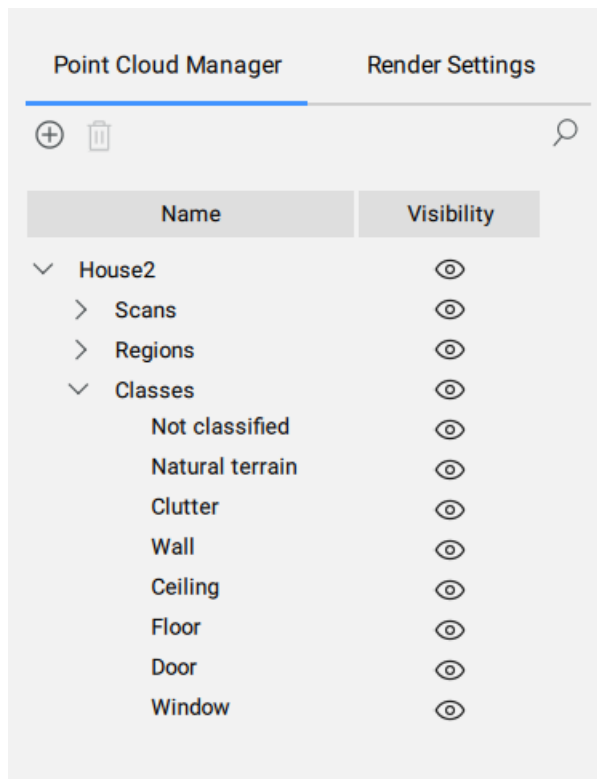 Point Cloud Manager Render Settings
Name Visibility
House2
Scans
Regions
Classes
Not classified
Natural terrain
Clutter
Wall
Ceiling
Floor
Door
Window